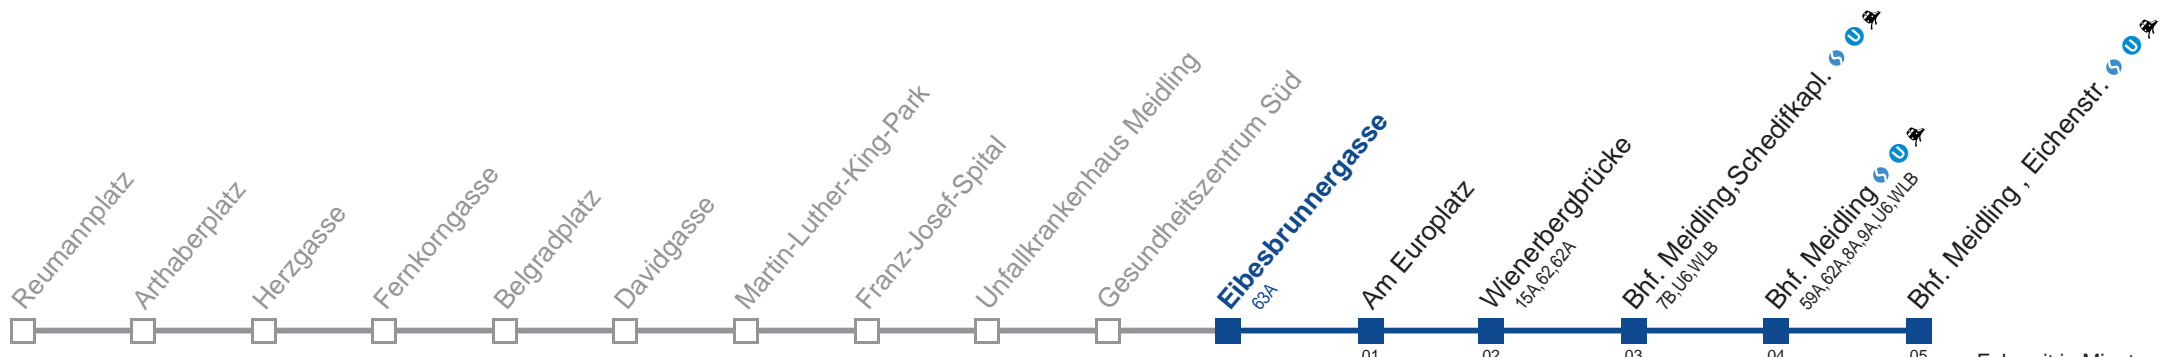 Reumannplatz
Arthaberplatz
Herzgasse
Fernkorngasse
Belgradplatz
Davidgasse
Martin-Luther-King-Park
Franz-Josef-Spital
Unfallkrankenhaus Meidling
Gesundheitszentrum Süd
Eibesbrunnergasse
63A
Am Europlatz
Wienerbergbrücke
15A,62,62A
Bhf. Meidling,Schedifkapl. S U
7B,U6,WLB
Bhf. Meidling S U
59A,62A,8A,9A,U6,WLB
Bhf. Meidling , Eichenstr. S U
01 02 03 04 05